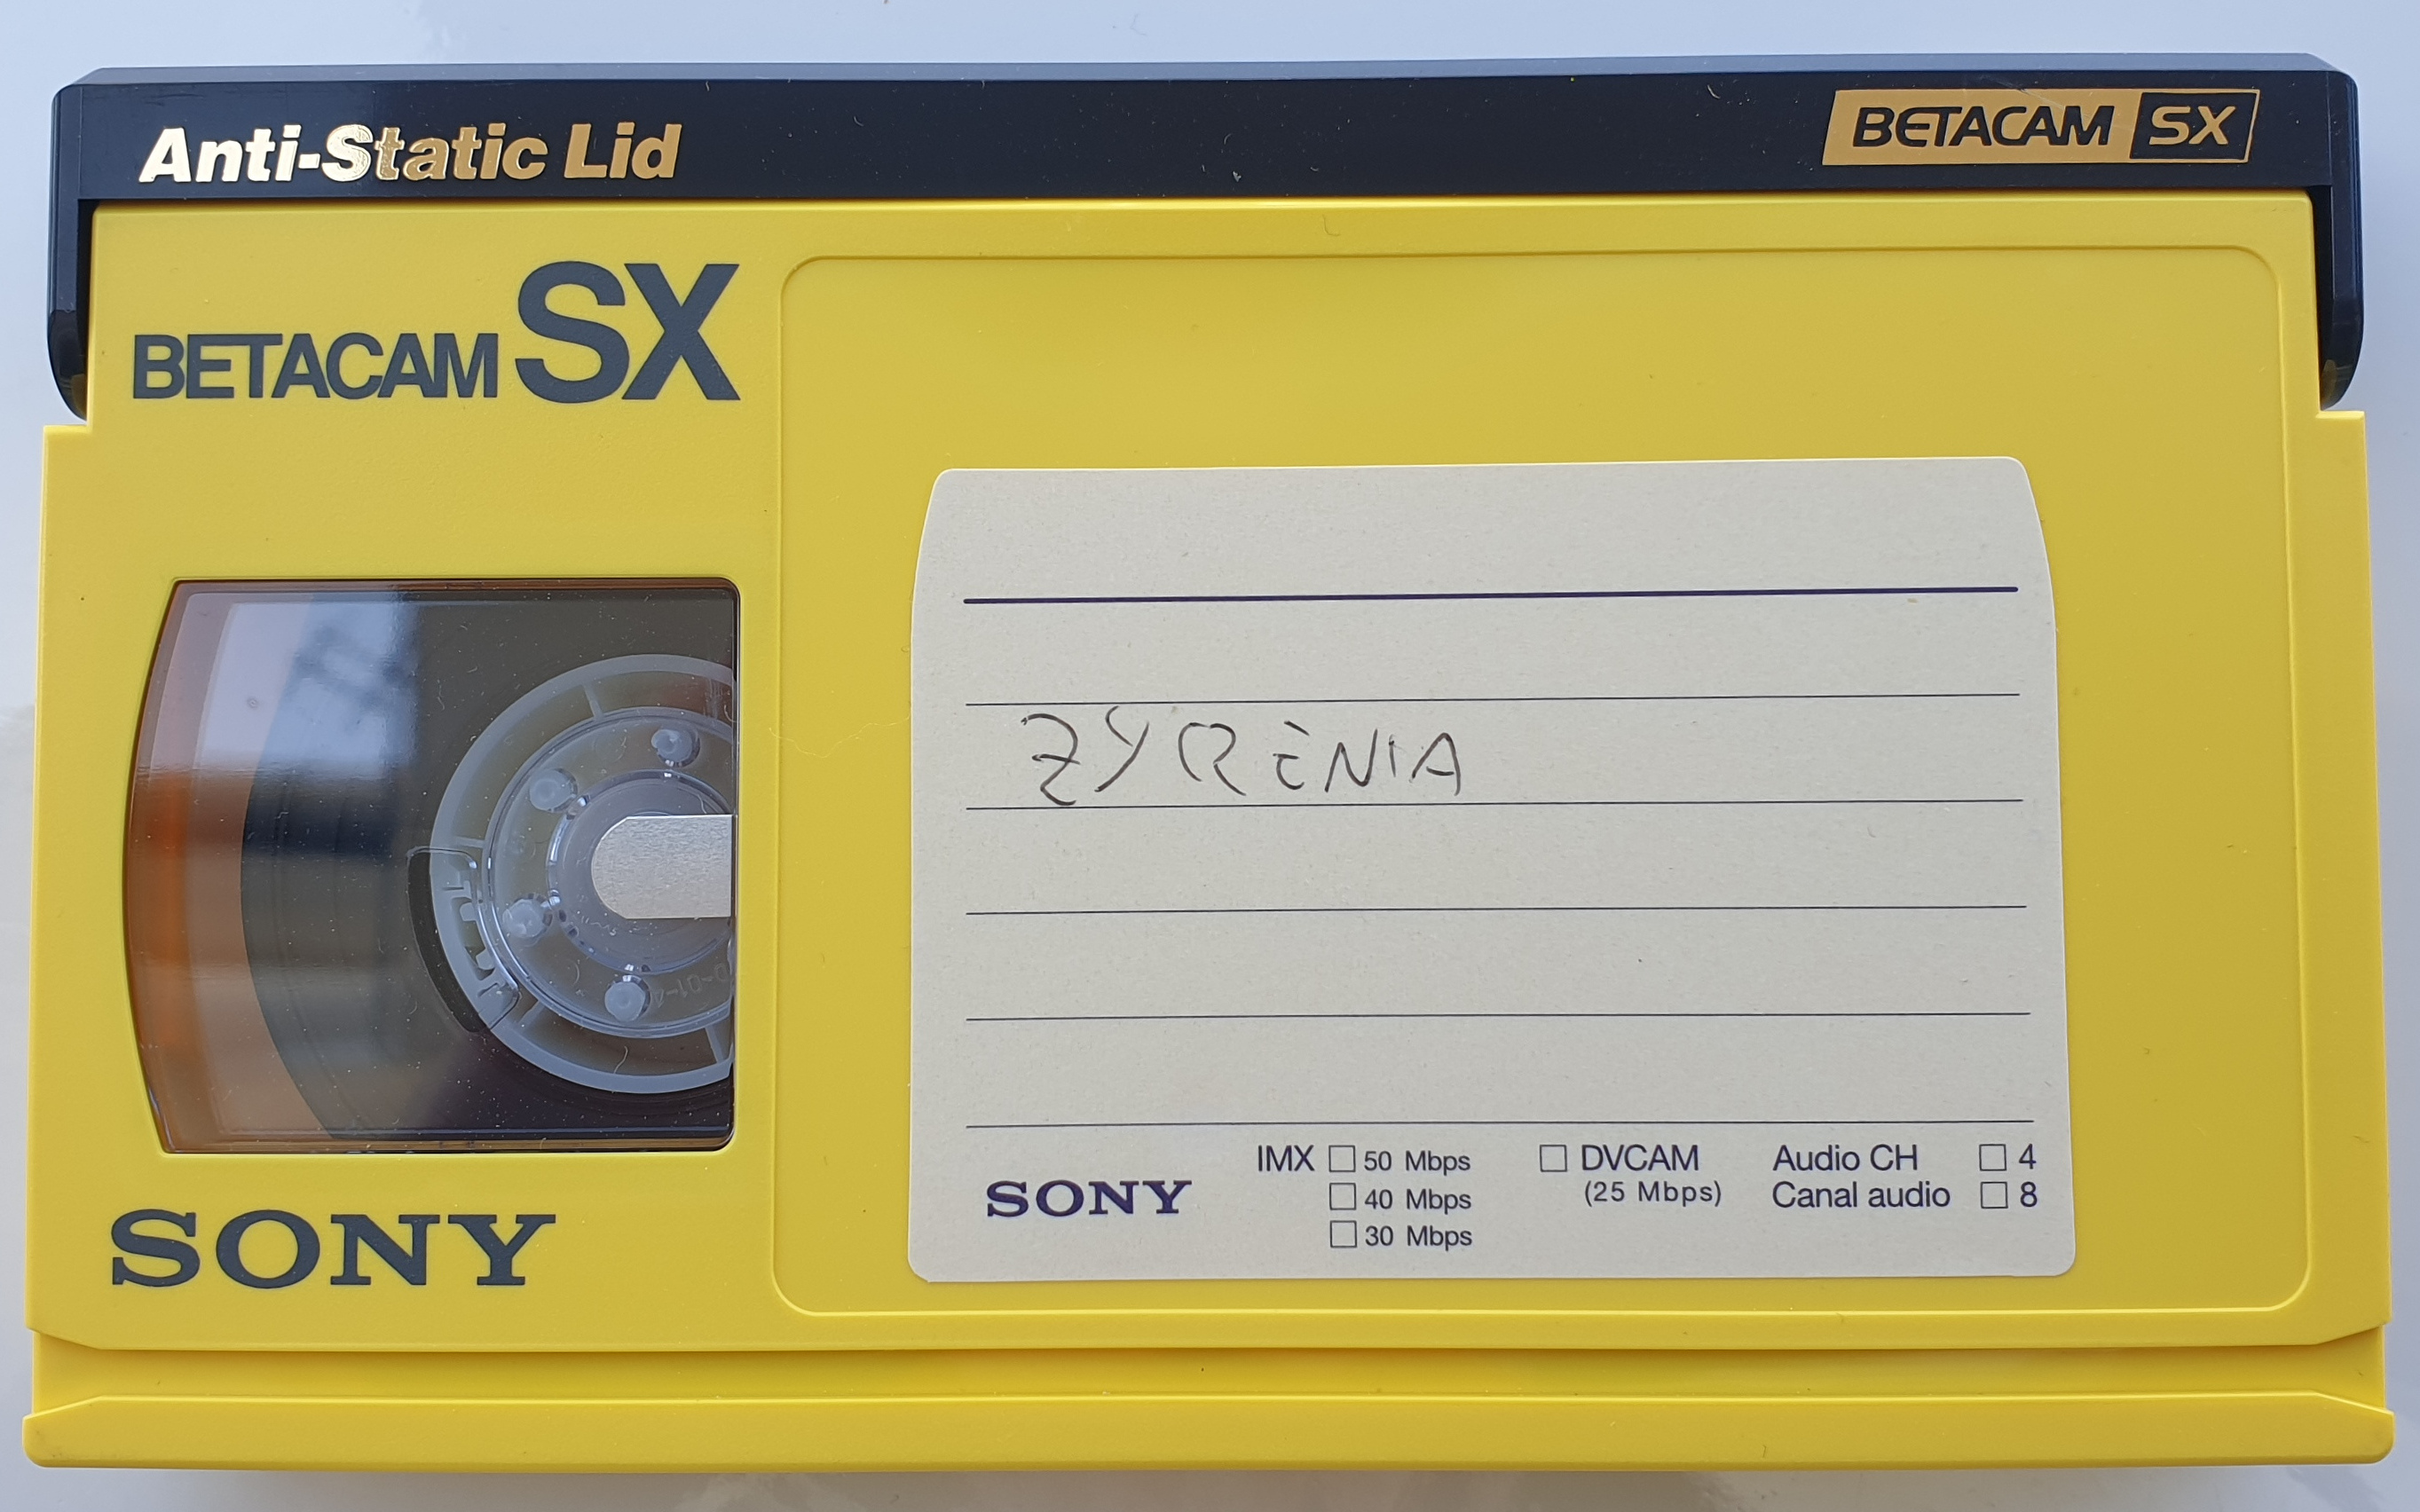 Anti-Static Lid
BETACAM SX
BETACAM SX
ZYRENIA
SONY
IMX 50 Mbps
40 Mbps
30 Mbps
DVCAM
(25 Mbps)
Audio CH 4
Canal audio 8
SONY